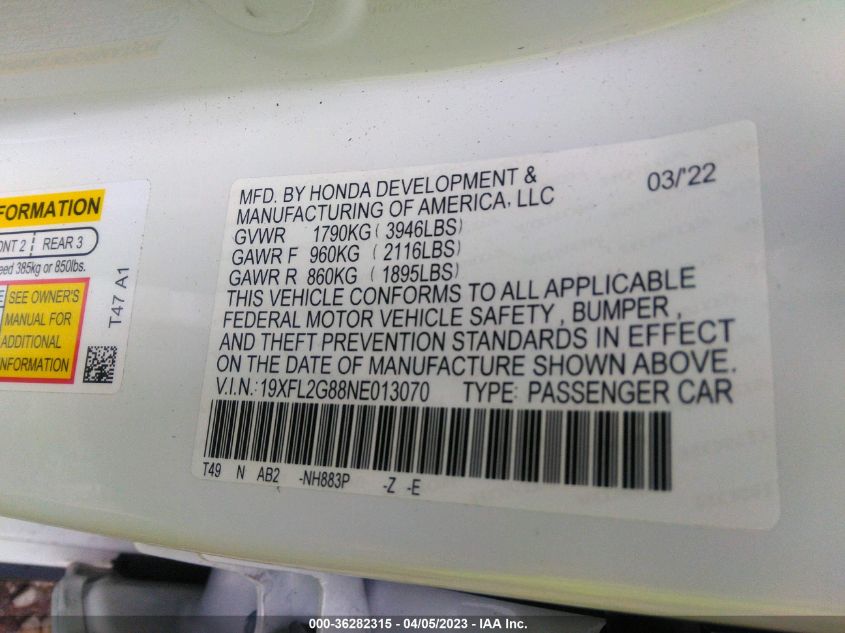 FORMATION
ONT 2 REAR 3
eed 385kg or 850lbs.
SEE OWNER'S
MANUAL FOR
ADDITIONAL
INFORMATION
T47 A1
MFD. BY HONDA DEVELOPMENT &
MANUFACTURING OF AMERICA, LLC
03/'22
GVWR 1790KG ( 3946LBS)
GAWR F 960KG ( 2116LBS)
GAWR R 860KG ( 1895LBS)
THIS VEHICLE CONFORMS TO ALL APPLICABLE
FEDERAL MOTOR VEHICLE SAFETY , BUMPER ,
AND THEFT PREVENTION STANDARDS IN EFFECT
ON THE DATE OF MANUFACTURE SHOWN ABOVE.
V.I.N.:19XFL2G88NE013070 TYPE: PASSENGER CAR
T49 N AB2 -NH883P -Z -E
000-36282315 - 04/05/2023 - IAA Inc.